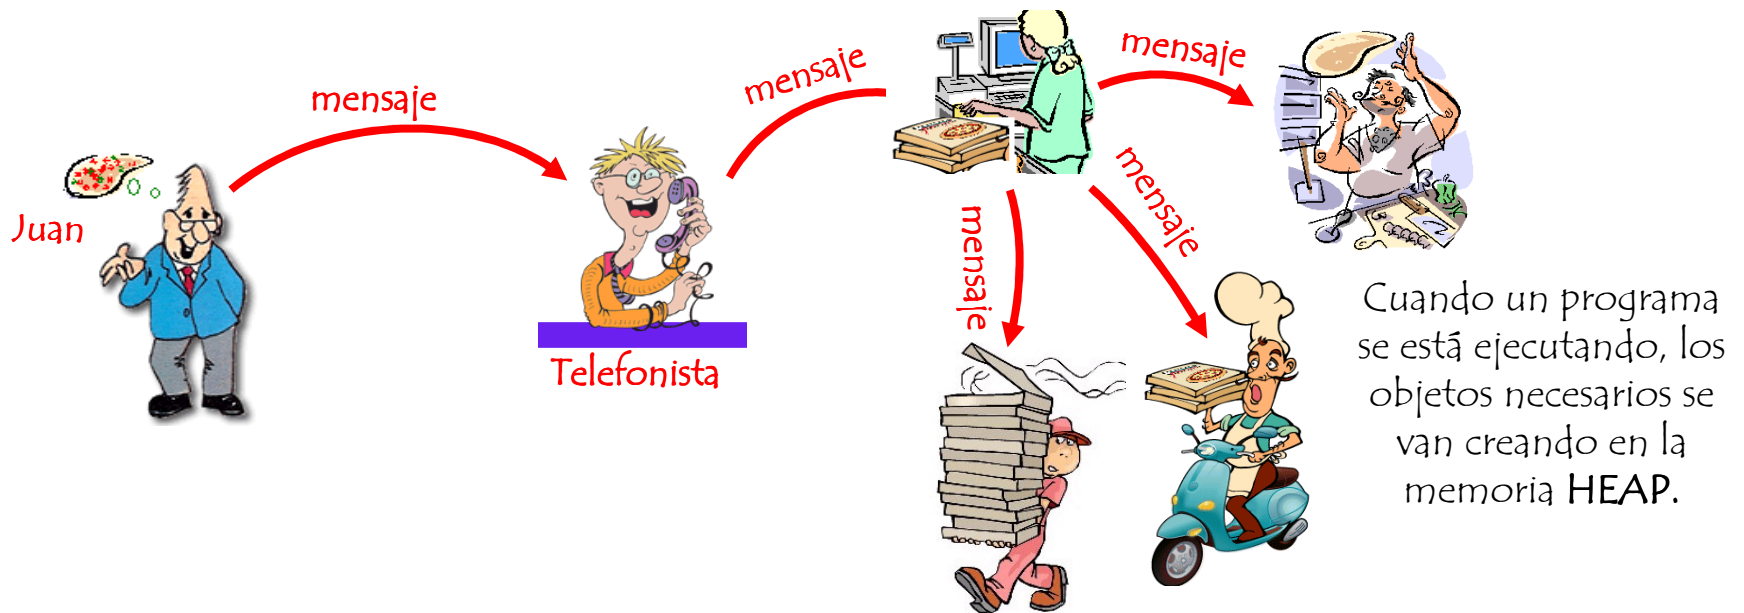 mensaje
mensaje
mensaje
mensaje
mensaje
Juan
Telefonista
Cuando un programa
se está ejecutando, los
objetos necesarios se
van creando en la
memoria HEAP.